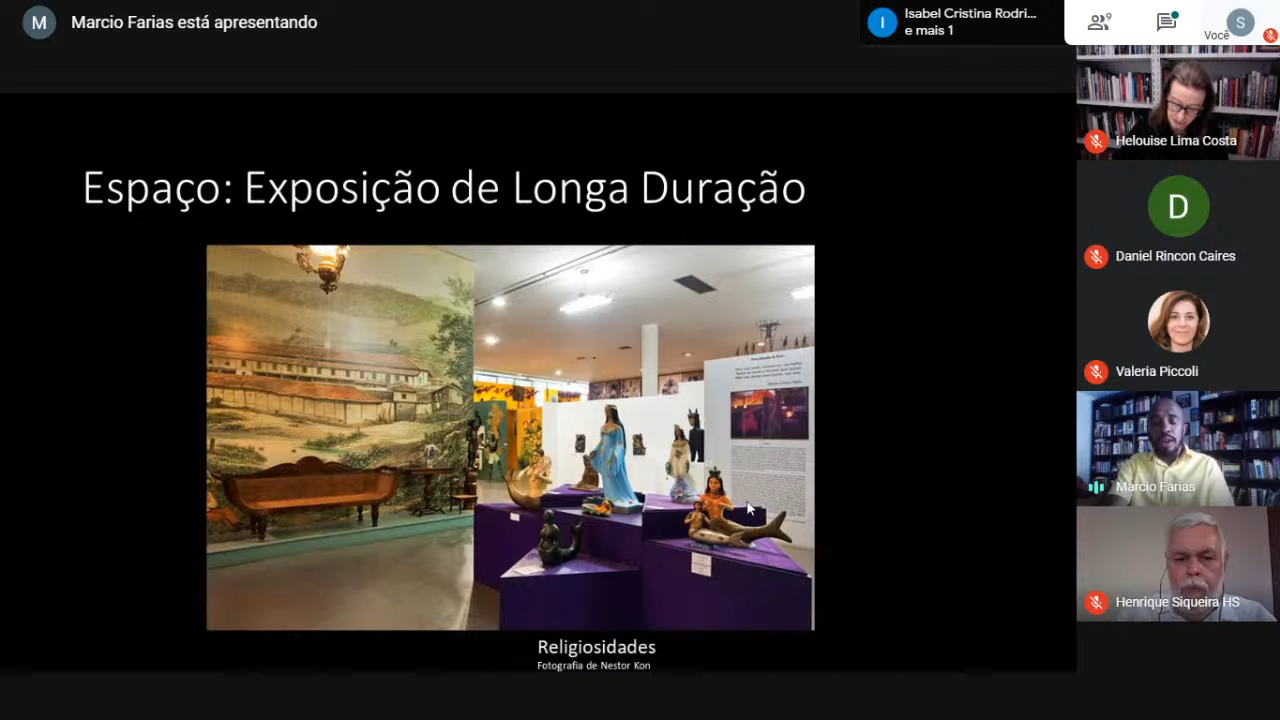 M
Marcio Farias está apresentando
I
Isabel Cristina Rodri...
e mais 1
9
Você
S
Espaço: Exposição de Longa Duração
Religiosidades
Fotografia de Nestor Kon
Helouise Lima Costa
D
Daniel Rincon Caires
Valeria Piccoli
Marcio Farias
Henrique Siqueira HS